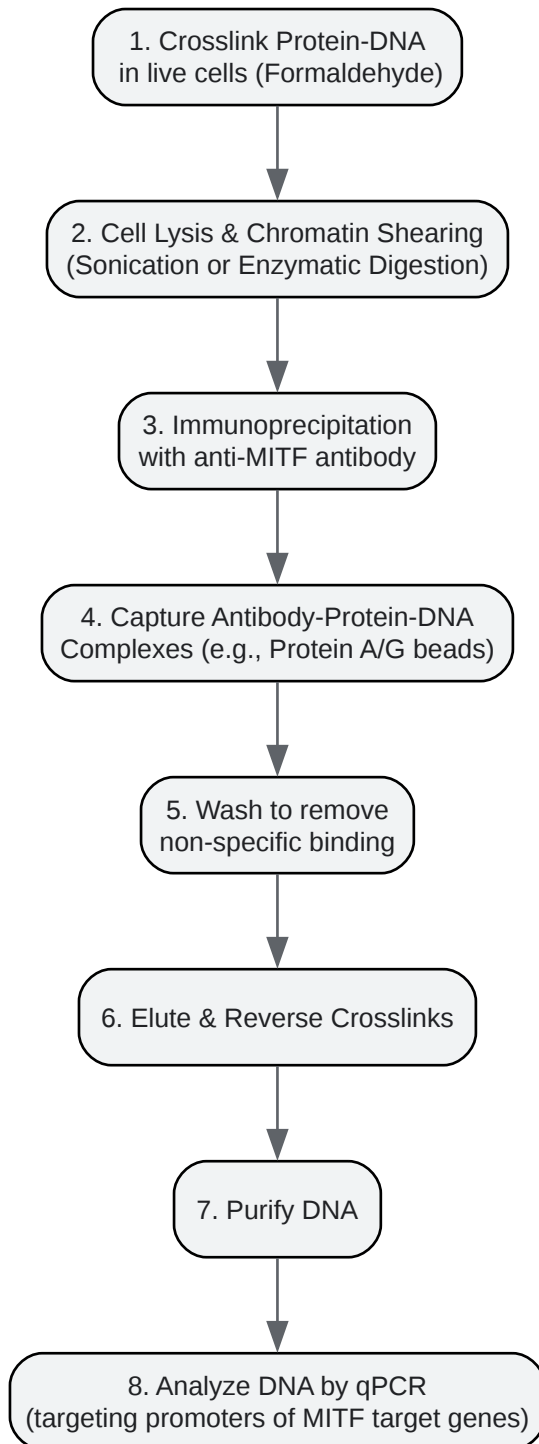 1. Crosslink Protein-DNA
in live cells (Formaldehyde)
2. Cell Lysis & Chromatin Shearing
(Sonication or Enzymatic Digestion)
3. Immunoprecipitation
with anti-MITF antibody
4. Capture Antibody-Protein-DNA
Complexes (e.g., Protein A/G beads)
5. Wash to remove
non-specific binding
6. Elute & Reverse Crosslinks
7. Purify DNA
8. Analyze DNA by qPCR
(targeting promoters of MITF target genes)